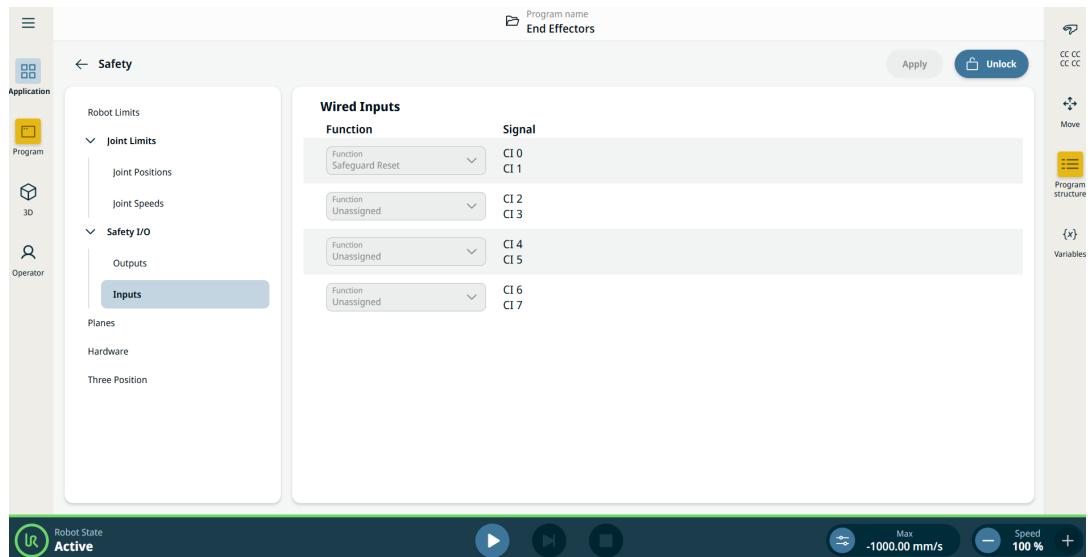 Program name
End Effectors
Application
Program
3D
Operator
Safety
Apply
Unlock
Robot Limits
Joint Limits
Joint Positions
Joint Speeds
Safety I/O
Outputs
Inputs
Planes
Hardware
Three Position
Wired Inputs
Function Signal
Function
Safeguard Reset
CI 0
CI 1
Function
Unassigned
CI 2
CI 3
Function
Unassigned
CI 4
CI 5
Function
Unassigned
CI 6
CI 7
CC CC
CC CC
Move
Program
structure
{x}
Variables
UR
Robot State
Active
Max
-1000.00 mm/s
Speed
100 %